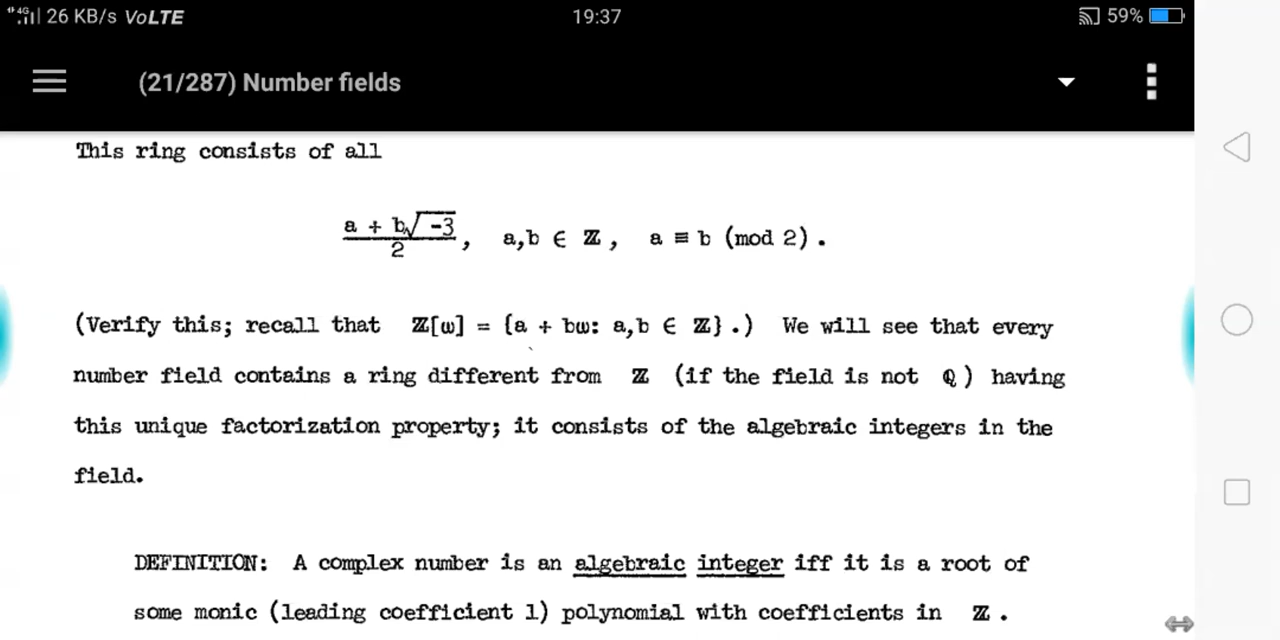 4G 26 KB/s VoLTE 19:37 59%
(21/287) Number fields
This ring consists of all
a + b√-3 / 2 , a,b ∈ ℤ, a ≡ b (mod 2).
(Verify this; recall that ℤ[ω] = {a + bω: a,b ∈ ℤ}.) We will see that every
number field contains a ring different from ℤ (if the field is not ℚ) having
this unique factorization property; it consists of the algebraic integers in the
field.
DEFINITION: A complex number is an algebraic integer iff it is a root of
some monic (leading coefficient 1) polynomial with coefficients in ℤ.